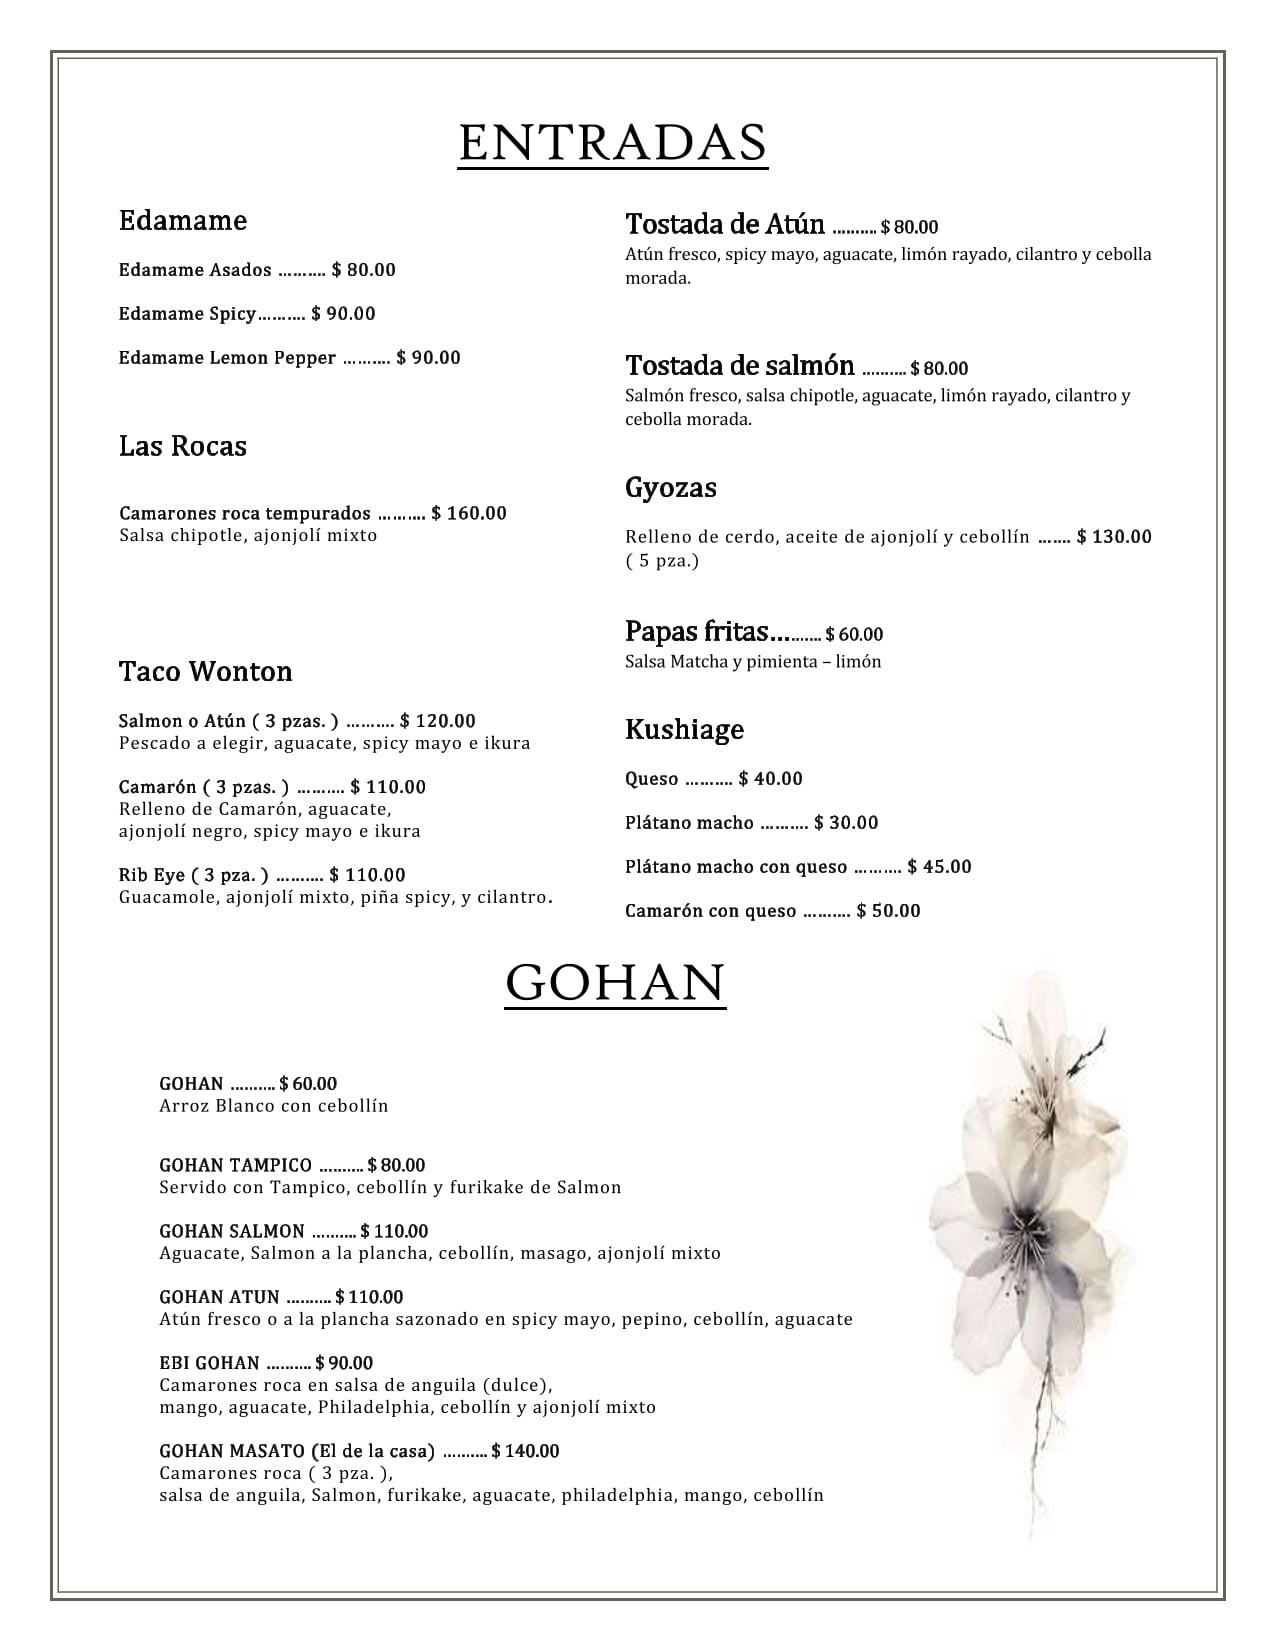 ENTRADAS
Edamame
Edamame Asados .......... $ 80.00
Edamame Spicy.......... $ 90.00
Edamame Lemon Pepper .......... $ 90.00
Las Rocas
Camarones roca tempurados .......... $ 160.00
Salsa chipotle, ajonjolí mixto
Taco Wonton
Salmon o Atún ( 3 pzas. ) .......... $ 120.00
Pescado a elegir, aguacate, spicy mayo e ikura
Camarón ( 3 pzas. ) .......... $ 110.00
Relleno de Camarón, aguacate,
ajonjolí negro, spicy mayo e ikura
Rib Eye ( 3 pza. ) .......... $ 110.00
Guacamole, ajonjolí mixto, piña spicy, y cilantro.
Tostada de Atún .......... $ 80.00
Atún fresco, spicy mayo, aguacate, limón rayado, cilantro y cebolla
morada.
Tostada de salmón .......... $ 80.00
Salmón fresco, salsa chipotle, aguacate, limón rayado, cilantro y
cebolla morada.
Gyozas
Relleno de cerdo, aceite de ajonjolí y cebollín ....... $ 130.00
( 5 pza.)
Papas fritas.......... $ 60.00
Salsa Matcha y pimienta – limón
Kushiage
Queso .......... $ 40.00
Plátano macho .......... $ 30.00
Plátano macho con queso .......... $ 45.00
Camarón con queso .......... $ 50.00
GOHAN
GOHAN .......... $ 60.00
Arroz Blanco con cebollín
GOHAN TAMPICO .......... $ 80.00
Servido con Tampico, cebollín y furikake de Salmon
GOHAN SALMON .......... $ 110.00
Aguacate, Salmon a la plancha, cebollín, masago, ajonjolí mixto
GOHAN ATUN .......... $ 110.00
Atún fresco o a la plancha sazonado en spicy mayo, pepino, cebollín, aguacate
EBI GOHAN .......... $ 90.00
Camarones roca en salsa de anguila (dulce),
mango, aguacate, Philadelphia, cebollín y ajonjolí mixto
GOHAN MASATO (El de la casa) .......... $ 140.00
Camarones roca ( 3 pza. ),
salsa de anguila, Salmon, furikake, aguacate, philadelphia, mango, cebollín